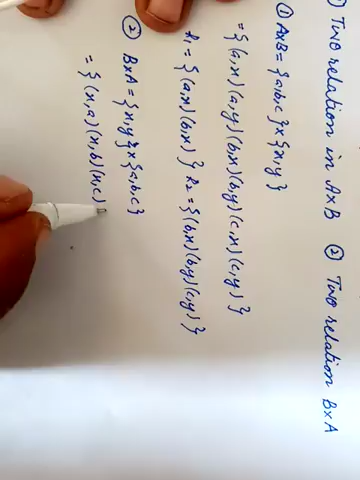 ① Two relation in A×B ② Two relation B×A
① A×B = {a,b,c} × {x,y}
= {(a,x) (a,y) (b,x) (b,y) (c,x) (c,y)}
R₁ = {(a,x) (b,x)} R₂ = {(b,x) (b,y) (c,y)}
② B×A = {x,y} × {a,b,c}
= {(x,a) (x,b) (x,c)